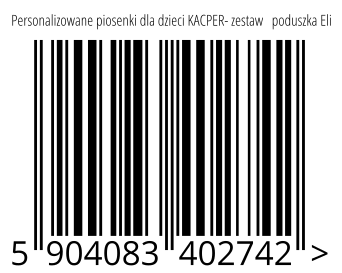 Personalizowane piosenki dla dzieci KACPER- zestaw   poduszka Eli
5 904083 402742 >